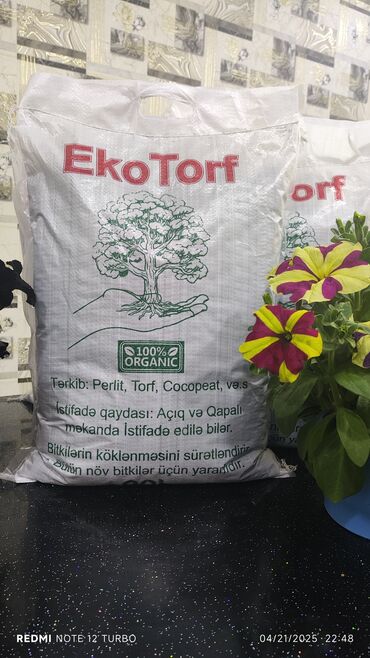 EkoTorf
orf
100%
ORGANIC
Tərkib: Perlit, Torf, Cocopeat, və.s
İstifadə qaydası: Açıq və Qapalı
məkanda İstifadə edilə bilər.
Bitkilərin köklənməsini sürətləndirir
Bütün növ bitkilər üçün yararlıdır.
REDMI NOTE 12 TURBO
04/21/2025 - 22:48